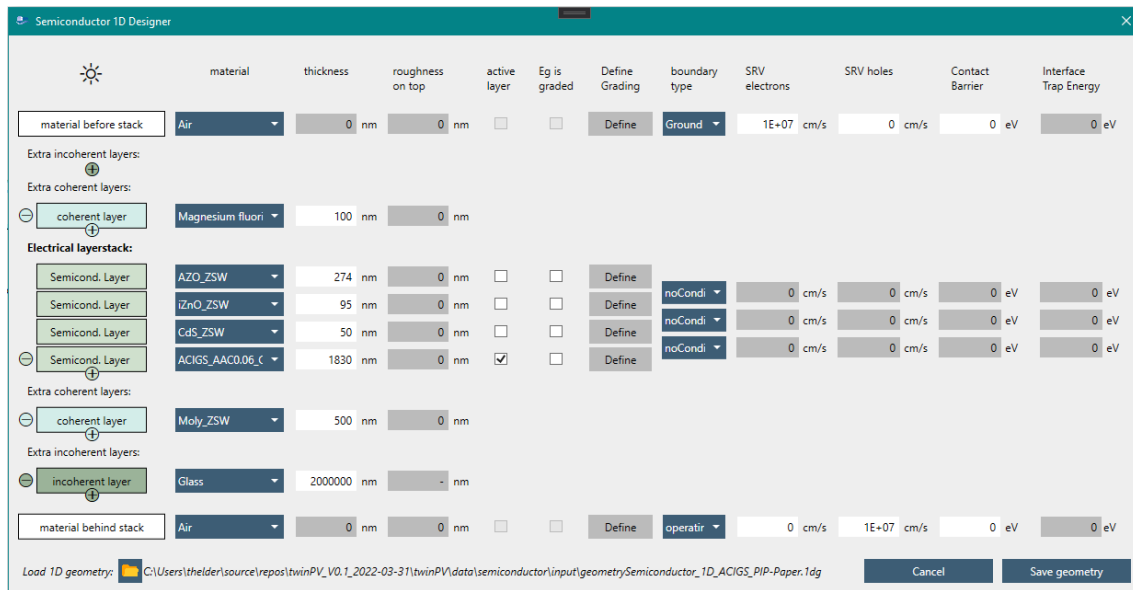 Semiconductor 1D Designer
material thickness roughness on top active layer Eg is graded Define Grading boundary type SRV electrons SRV holes Contact Barrier Interface Trap Energy
material before stack Air 0 nm 0 nm Define Ground 1E+07 cm/s 0 cm/s 0 eV 0 eV
Extra incoherent layers:
Extra coherent layers:
coherent layer Magnesium fluori 100 nm 0 nm
Electrical layerstack:
Semicond. Layer AZO_ZSW 274 nm 0 nm Define
noCondi 0 cm/s 0 cm/s 0 eV 0 eV
Semicond. Layer iZnO_ZSW 95 nm 0 nm Define
noCondi 0 cm/s 0 cm/s 0 eV 0 eV
Semicond. Layer CdS_ZSW 50 nm 0 nm Define
noCondi 0 cm/s 0 cm/s 0 eV 0 eV
Semicond. Layer ACIGS_AAC0.06_C 1830 nm 0 nm Define
Extra coherent layers:
coherent layer Moly_ZSW 500 nm 0 nm
Extra incoherent layers:
incoherent layer Glass 2000000 nm - nm
material behind stack Air 0 nm 0 nm Define operatir 0 cm/s 1E+07 cm/s 0 eV 0 eV
Load 1D geometry: C:\Users\thelder\source\repos\twinPV_V0.1_2022-03-31\twinPV\data\semiconductor\input\geometrySemiconductor_1D_ACIGS_PIP-Paper.1dg Cancel Save geometry